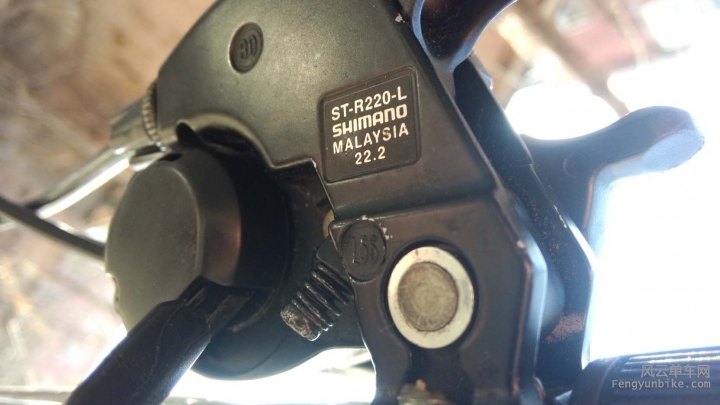 ST-R220-L
SHIMANO
MALAYSIA
22.2
风云单车网
Fengyunbike.com